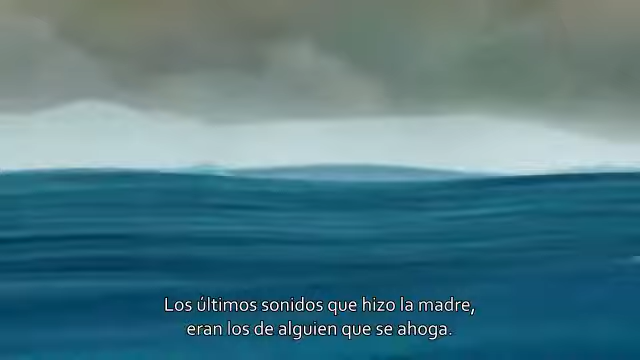 Los últimos sonidos que hizo la madre,
eran los de alguien que se ahoga.